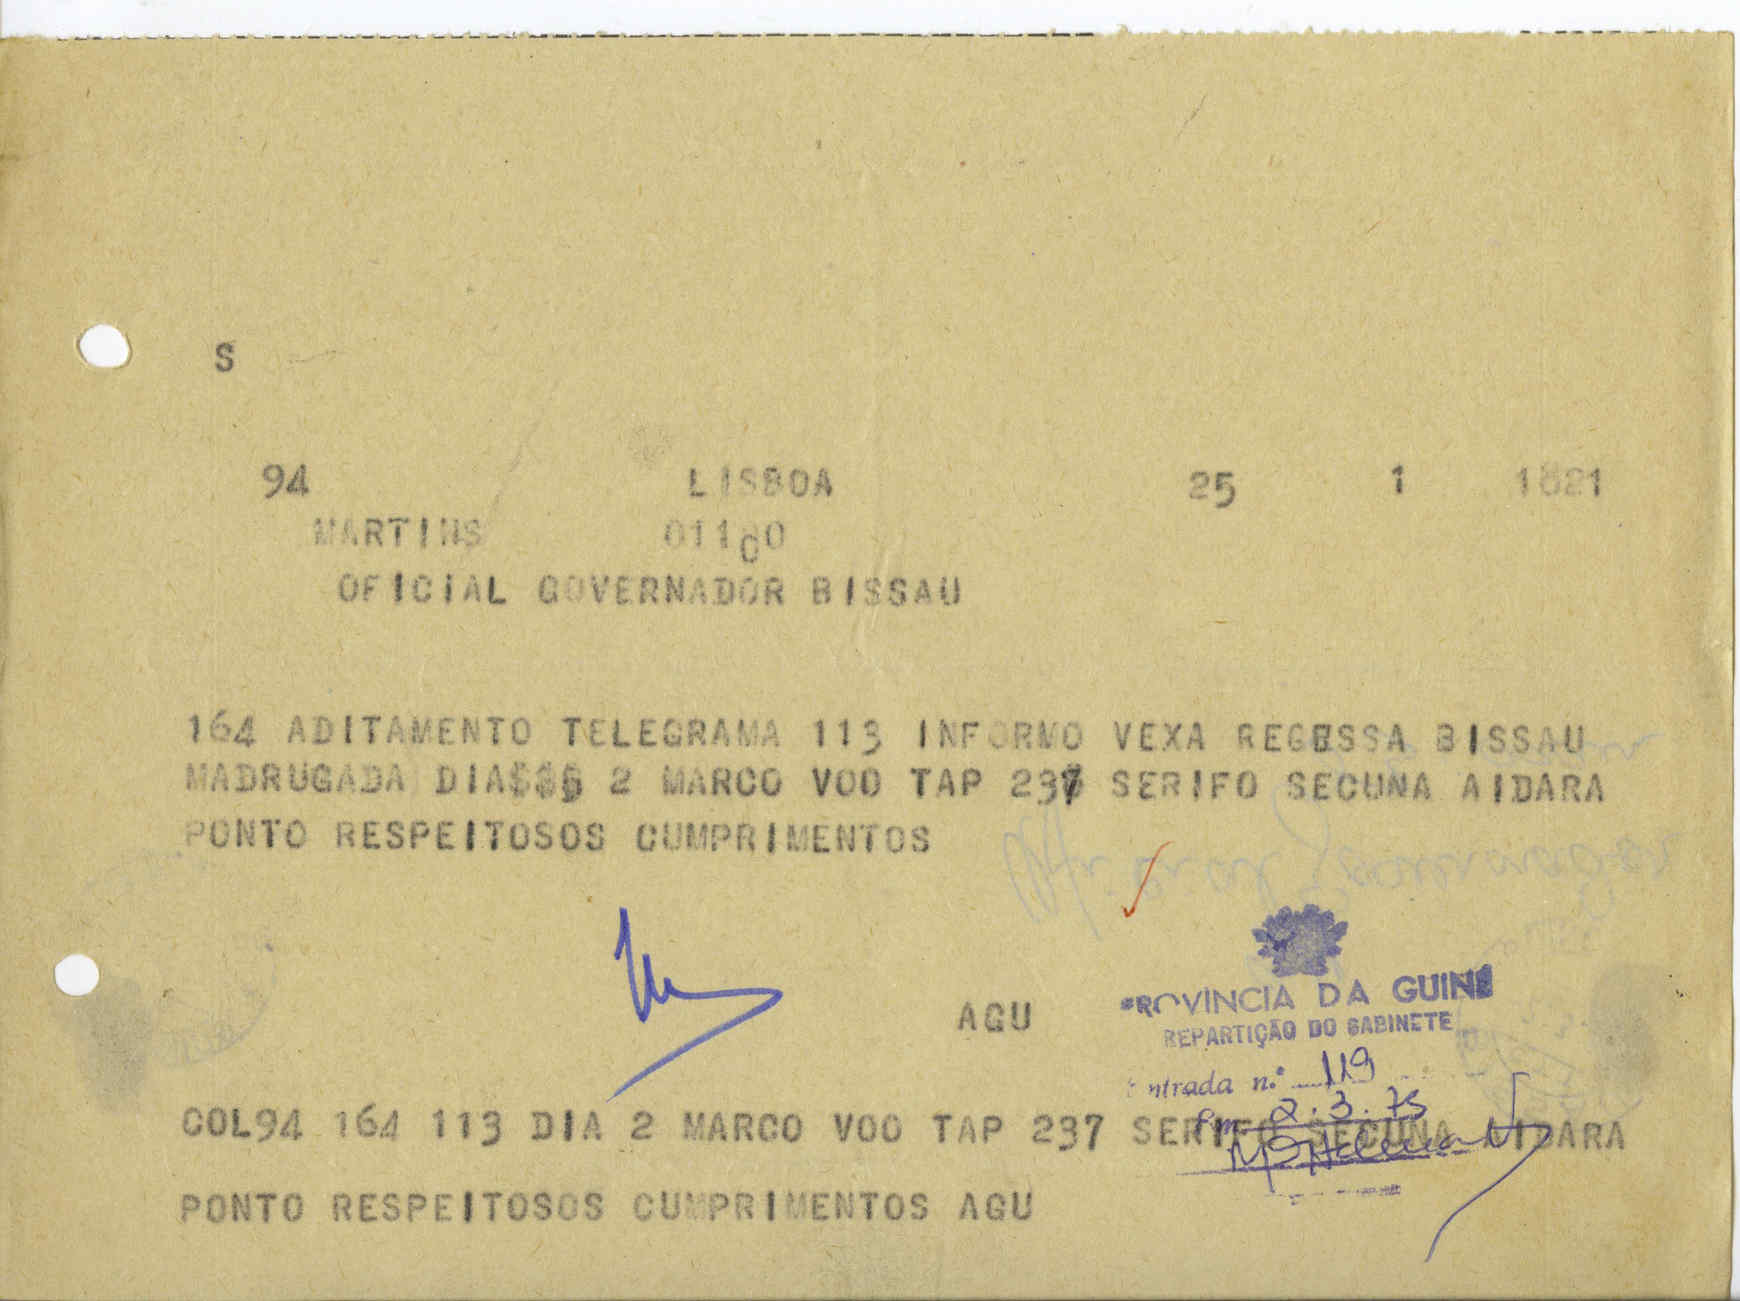 S
94 LISBOA 25 1 1821
MARTINS 01180
OFICIAL GOVERNADOR BISSAU
164 ADITAMENTO TELEGRAMA 113 INFORMO VEXA REGESSA BISSAU
MADRUGADA DIA 2 MARCO VOO TAP 237 SERIFO SECUNA AIDARA
PONTO RESPEITOSOS CUMPRIMENTOS
AGU
PROVINCIA DA GUINÉ
REPARTIÇÃO DO GABINETE
Entrada n.º 119
Em 2.3.73
COL94 164 113 DIA 2 MARCO VOO TAP 237 SERIFO SECUNA AIDARA
PONTO RESPEITOSOS CUMPRIMENTOS AGU